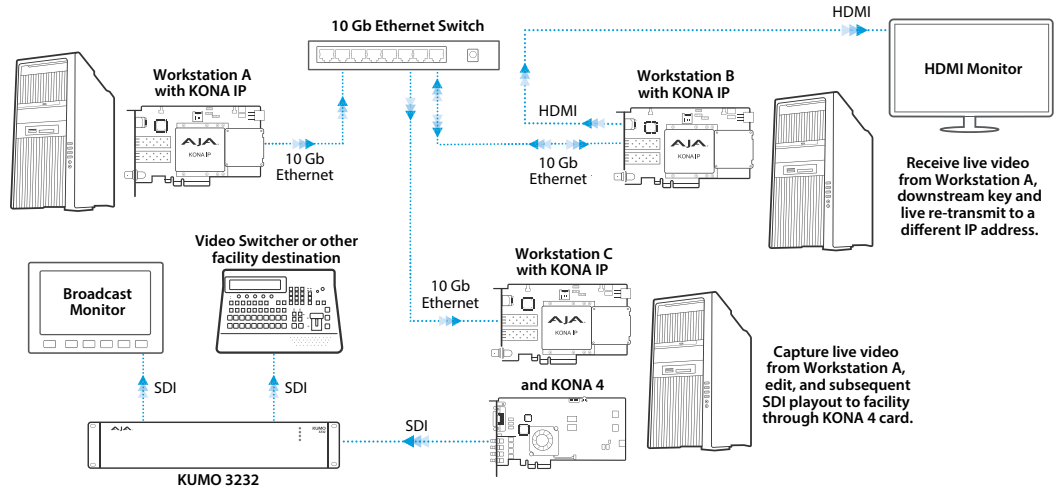 HDMI
10 Gb Ethernet Switch
HDMI Monitor
Workstation A
with KONA IP
Workstation B
with KONA IP
HDMI
AJA
KONA IP
AJA
KONA IP
10 Gb
Ethernet
10 Gb
Ethernet
Receive live video
from Workstation A,
downstream key and
live re-transmit to a
different IP address.
Video Switcher or other
facility destination
Workstation C
with KONA IP
Broadcast
Monitor
10 Gb
Ethernet
AJA
KONA IP
Capture live video
from Workstation A,
edit, and subsequent
SDI playout to facility
through KONA 4 card.
SDI
SDI
and KONA 4
SDI
AJA
KUMO
KUMO 3232